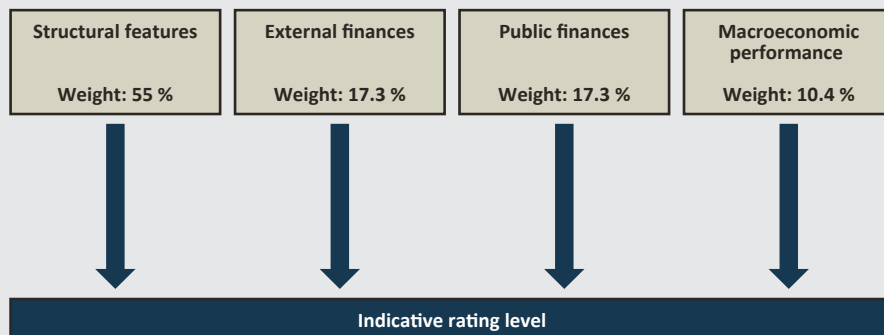 Structural features
Weight: 55 %
External finances
Weight: 17.3 %
Public finances
Weight: 17.3 %
Macroeconomic
performance
Weight: 10.4 %
Indicative rating level